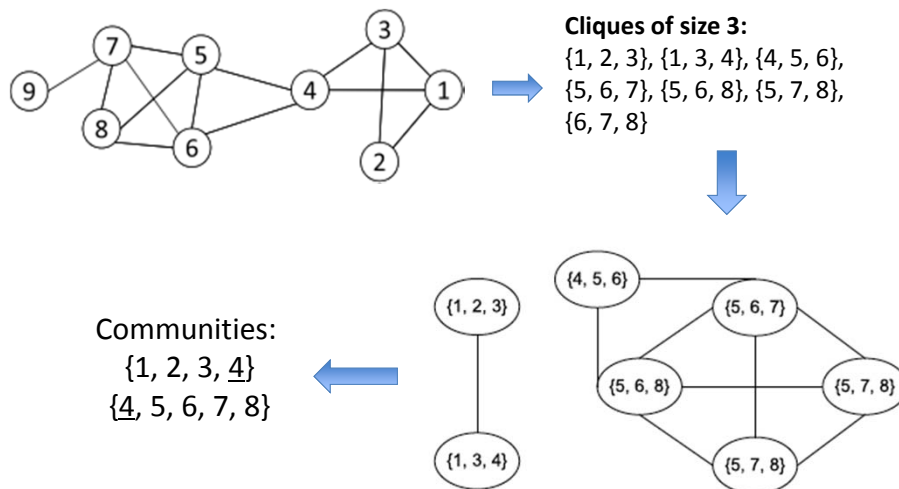 3
7
5
9
4
1
8
6
2
Cliques of size 3:
{1, 2, 3}, {1, 3, 4}, {4, 5, 6},
{5, 6, 7}, {5, 6, 8}, {5, 7, 8},
{6, 7, 8}
{4, 5, 6}
{1, 2, 3}
{5, 6, 7}
{5, 6, 8}
{5, 7, 8}
{1, 3, 4}
{5, 7, 8}
Communities:
{1, 2, 3, 4}
{4, 5, 6, 7, 8}